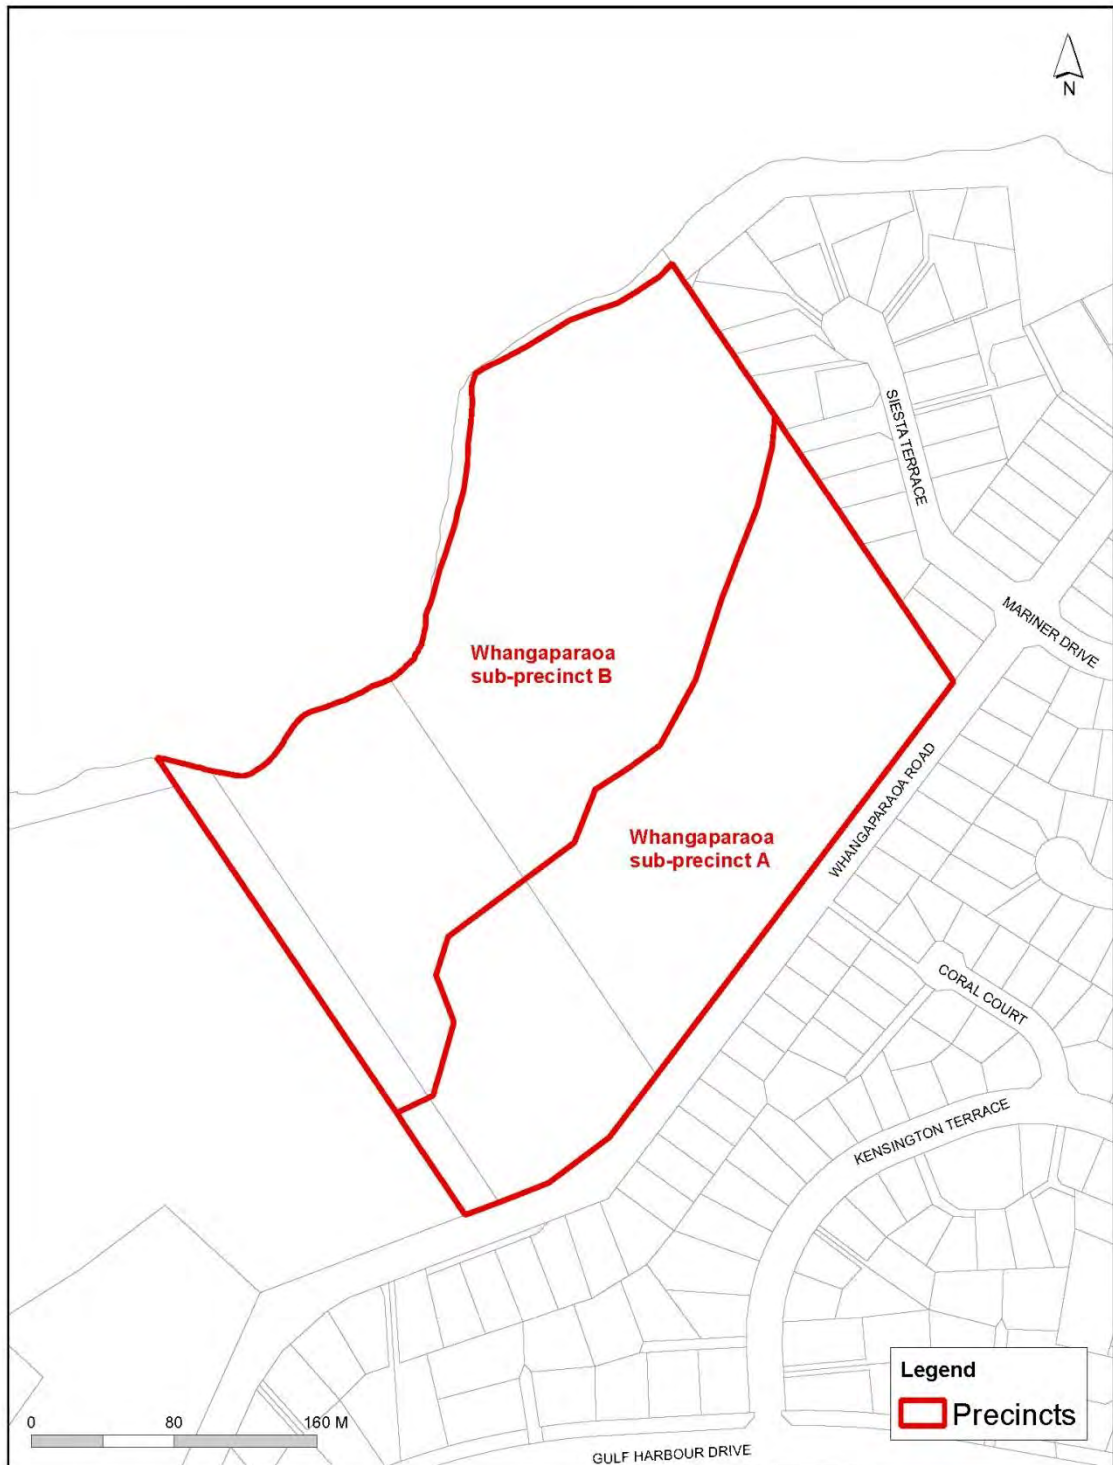 N
SIESTA TERRACE
MARINER DRIVE
Whangaparaoa
sub-precinct B
WHANGAPARAOA ROAD
Whangaparaoa
sub-precinct A
CORAL COURT
KENSINGTON TERRACE
Legend
Precincts
0 80 160 M
GULF HARBOUR DRIVE